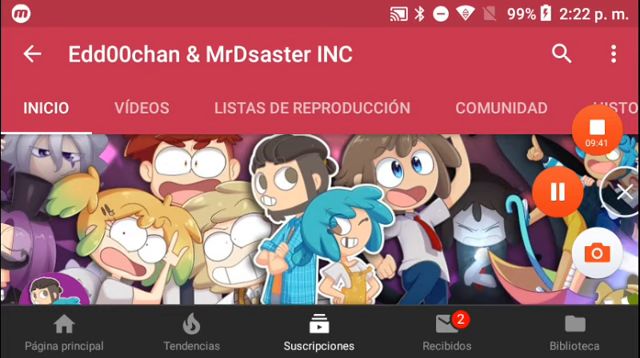 99% 2:22 p. m.
Edd00chan & MrDsaster INC
INICIO VÍDEOS LISTAS DE REPRODUCCIÓN COMUNIDAD HISTO
09:41
2
Página principal Tendencias Suscripciones Recibidos Biblioteca